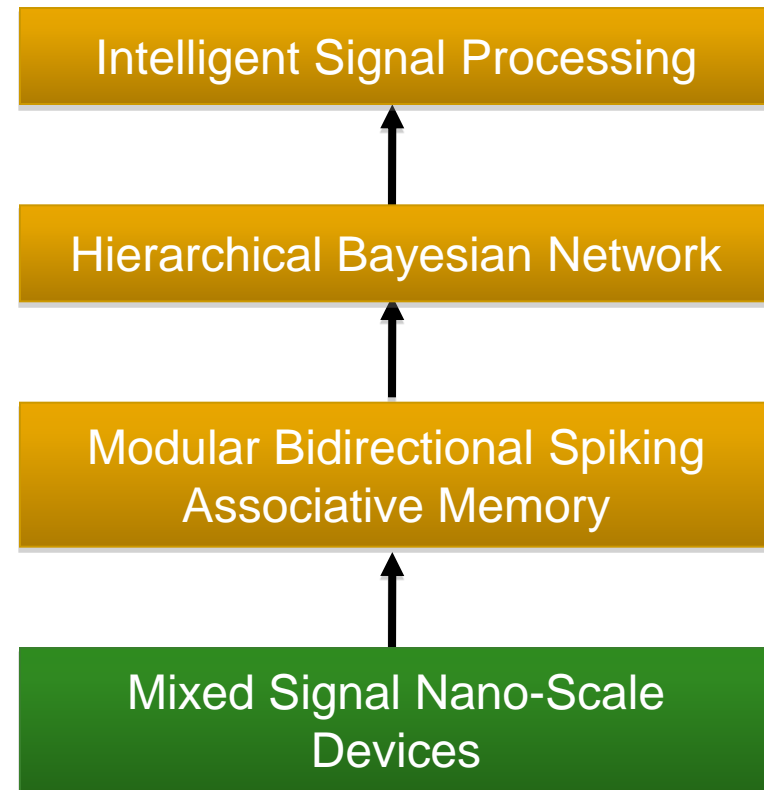 Intelligent Signal Processing
Hierarchical Bayesian Network
Modular Bidirectional Spiking
Associative Memory
Mixed Signal Nano-Scale
Devices